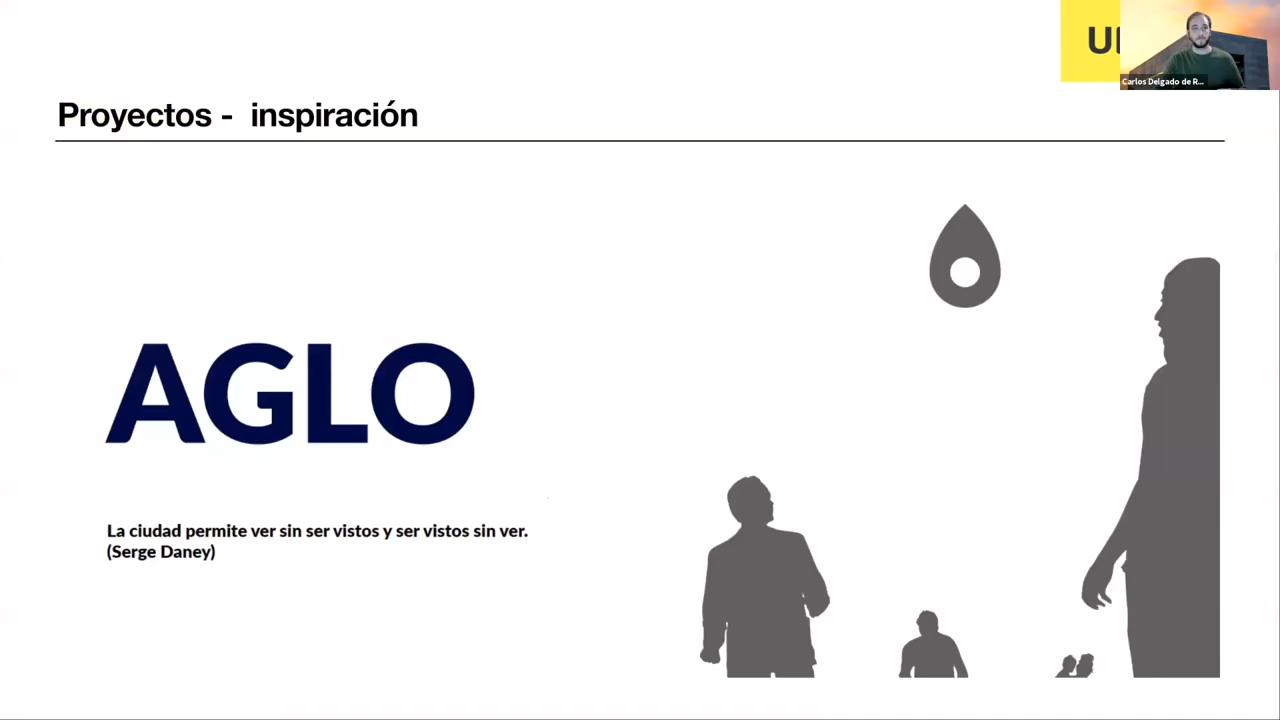 Carlos Delgado de R...
Proyectos - inspiración
AGLO
La ciudad permite ver sin ser vistos y ser vistos sin ver.
(Serge Daney)